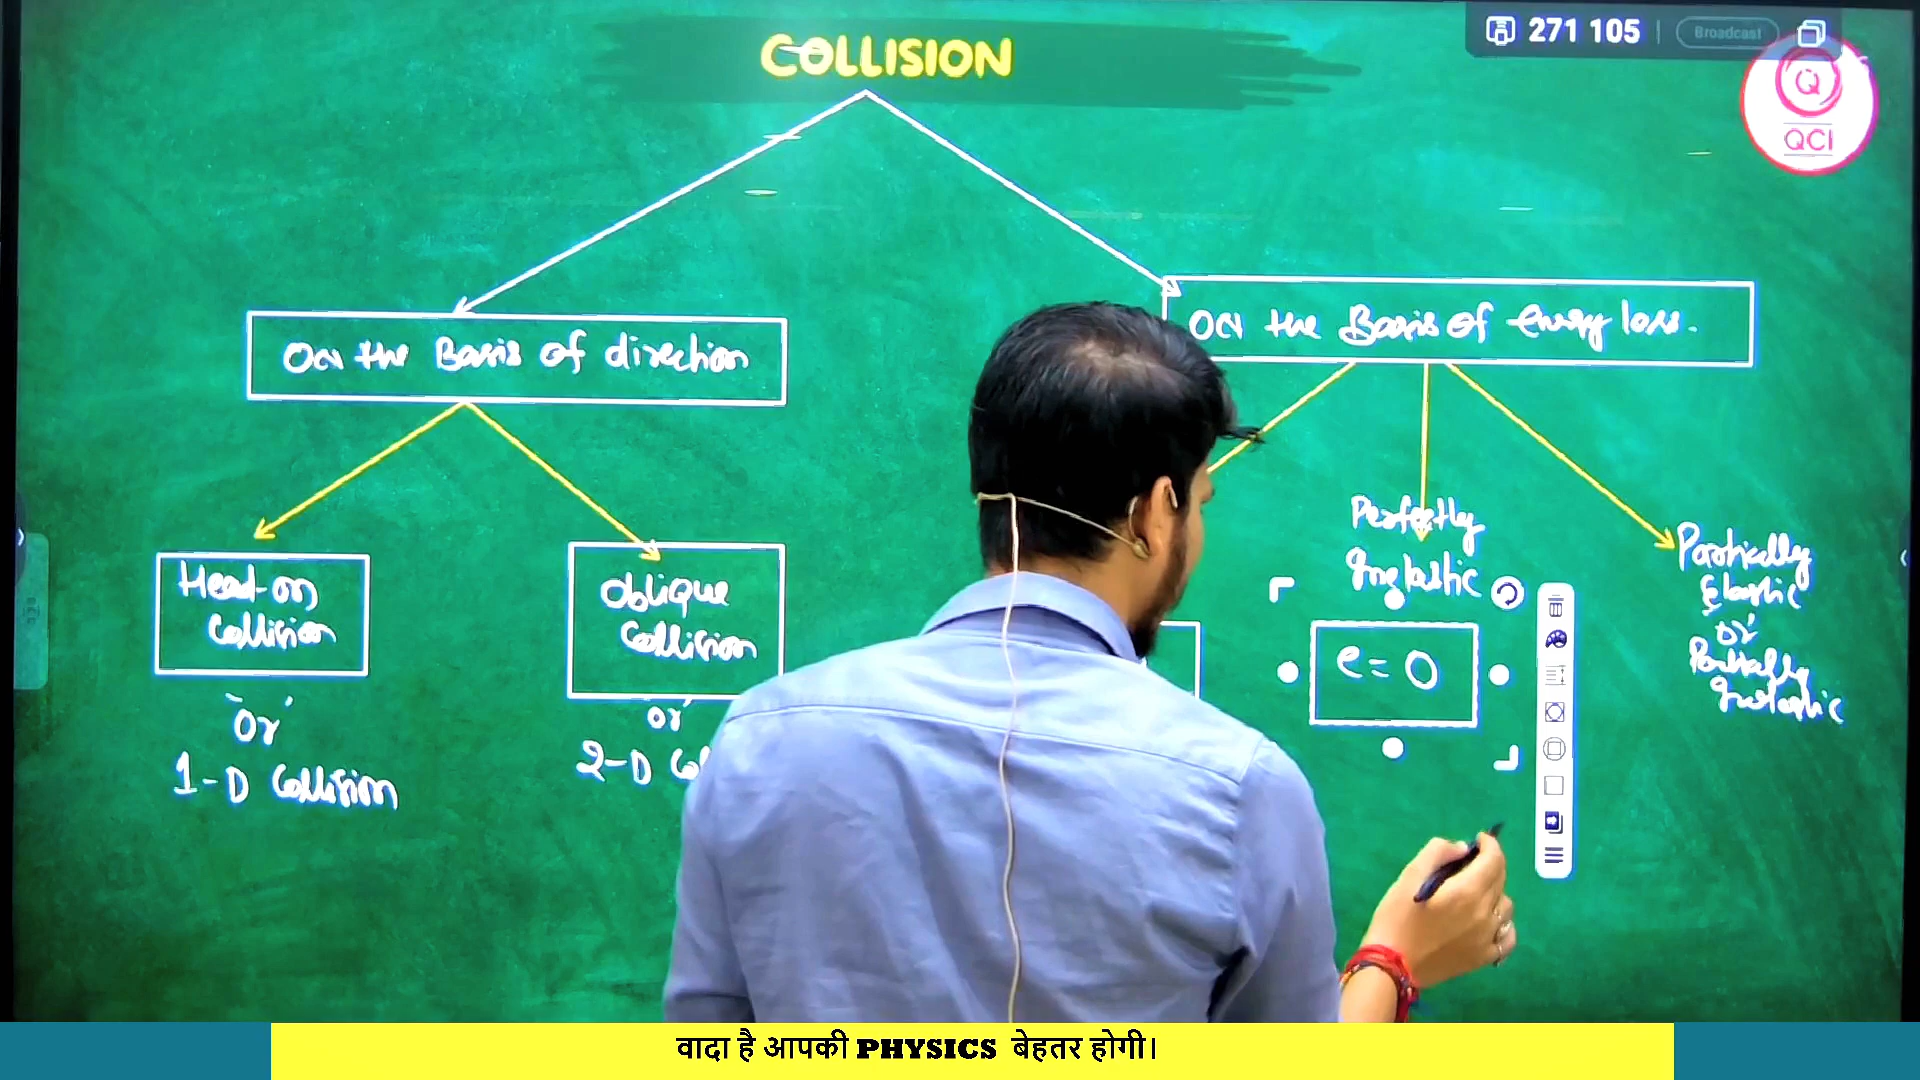 COLLISION
271 105
Broadcast
Q
QCI
On the Basis of direction
On the Basis of Energy loss.
Head-on
Collision
or
1-D Collision
Oblique
Collision
or
2-D
Perfectly
Inelastic
e = 0
Partially
Elastic
or
Partially
Inelastic
वादा है आपकी PHYSICS बेहतर होगी।